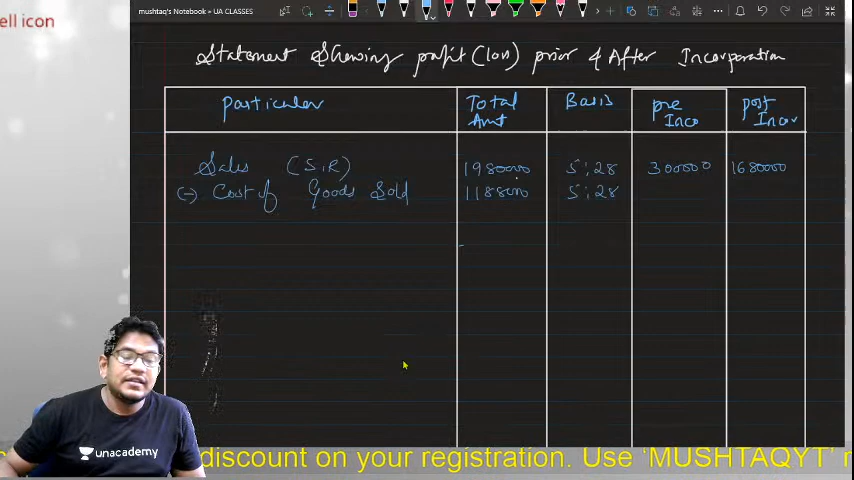 ell icon
mushtaq's Notebook » UA CLASSES
Statement Showing profit (loss) prior & After Incorporation
Particular Total Amt Basis pre Inco post Incor
Sales (S.R) 1980000 5:28 300000 1680000
(-) Cost of Goods Sold 1188000 5:28
unacademy
discount on your registration. Use ‘MUSHTAQYT’